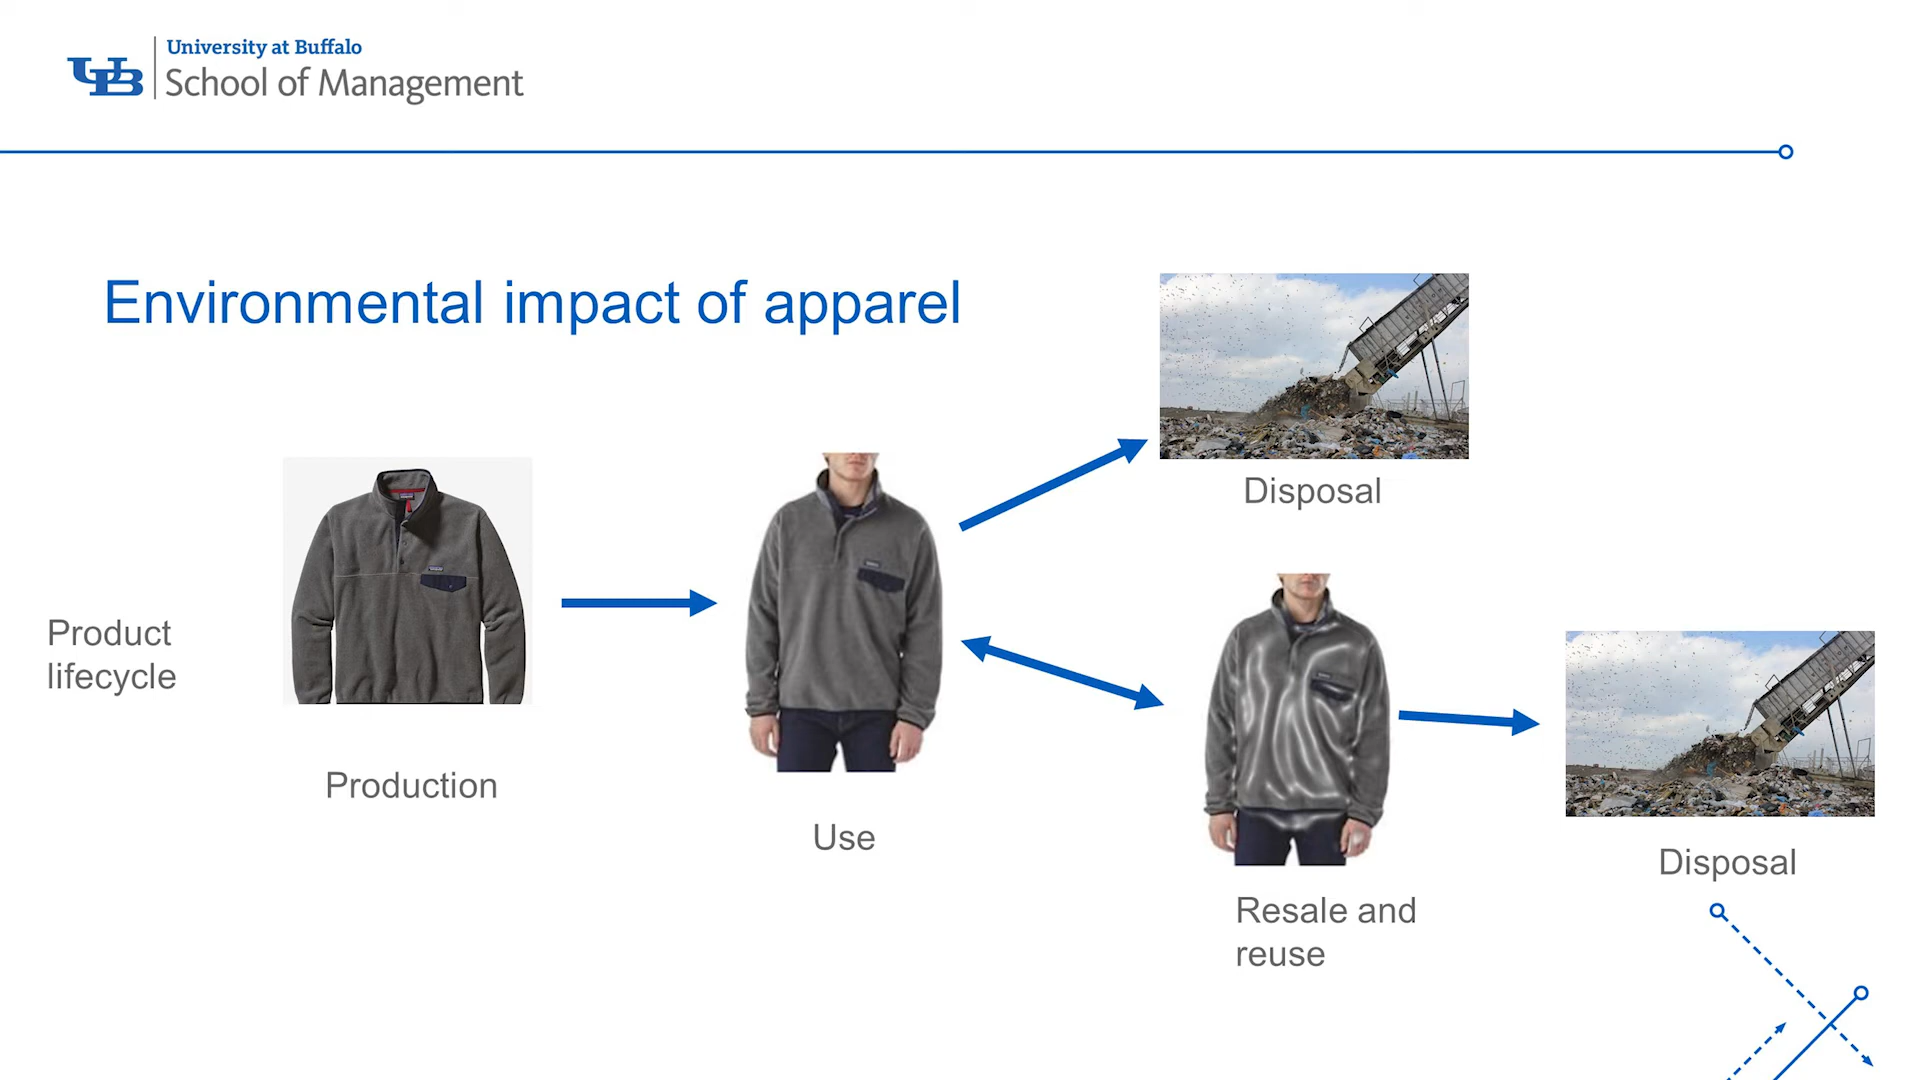 University at Buffalo
School of Management
Environmental impact of apparel
Disposal
Product
lifecycle
Production
Use
Disposal
Resale and
reuse